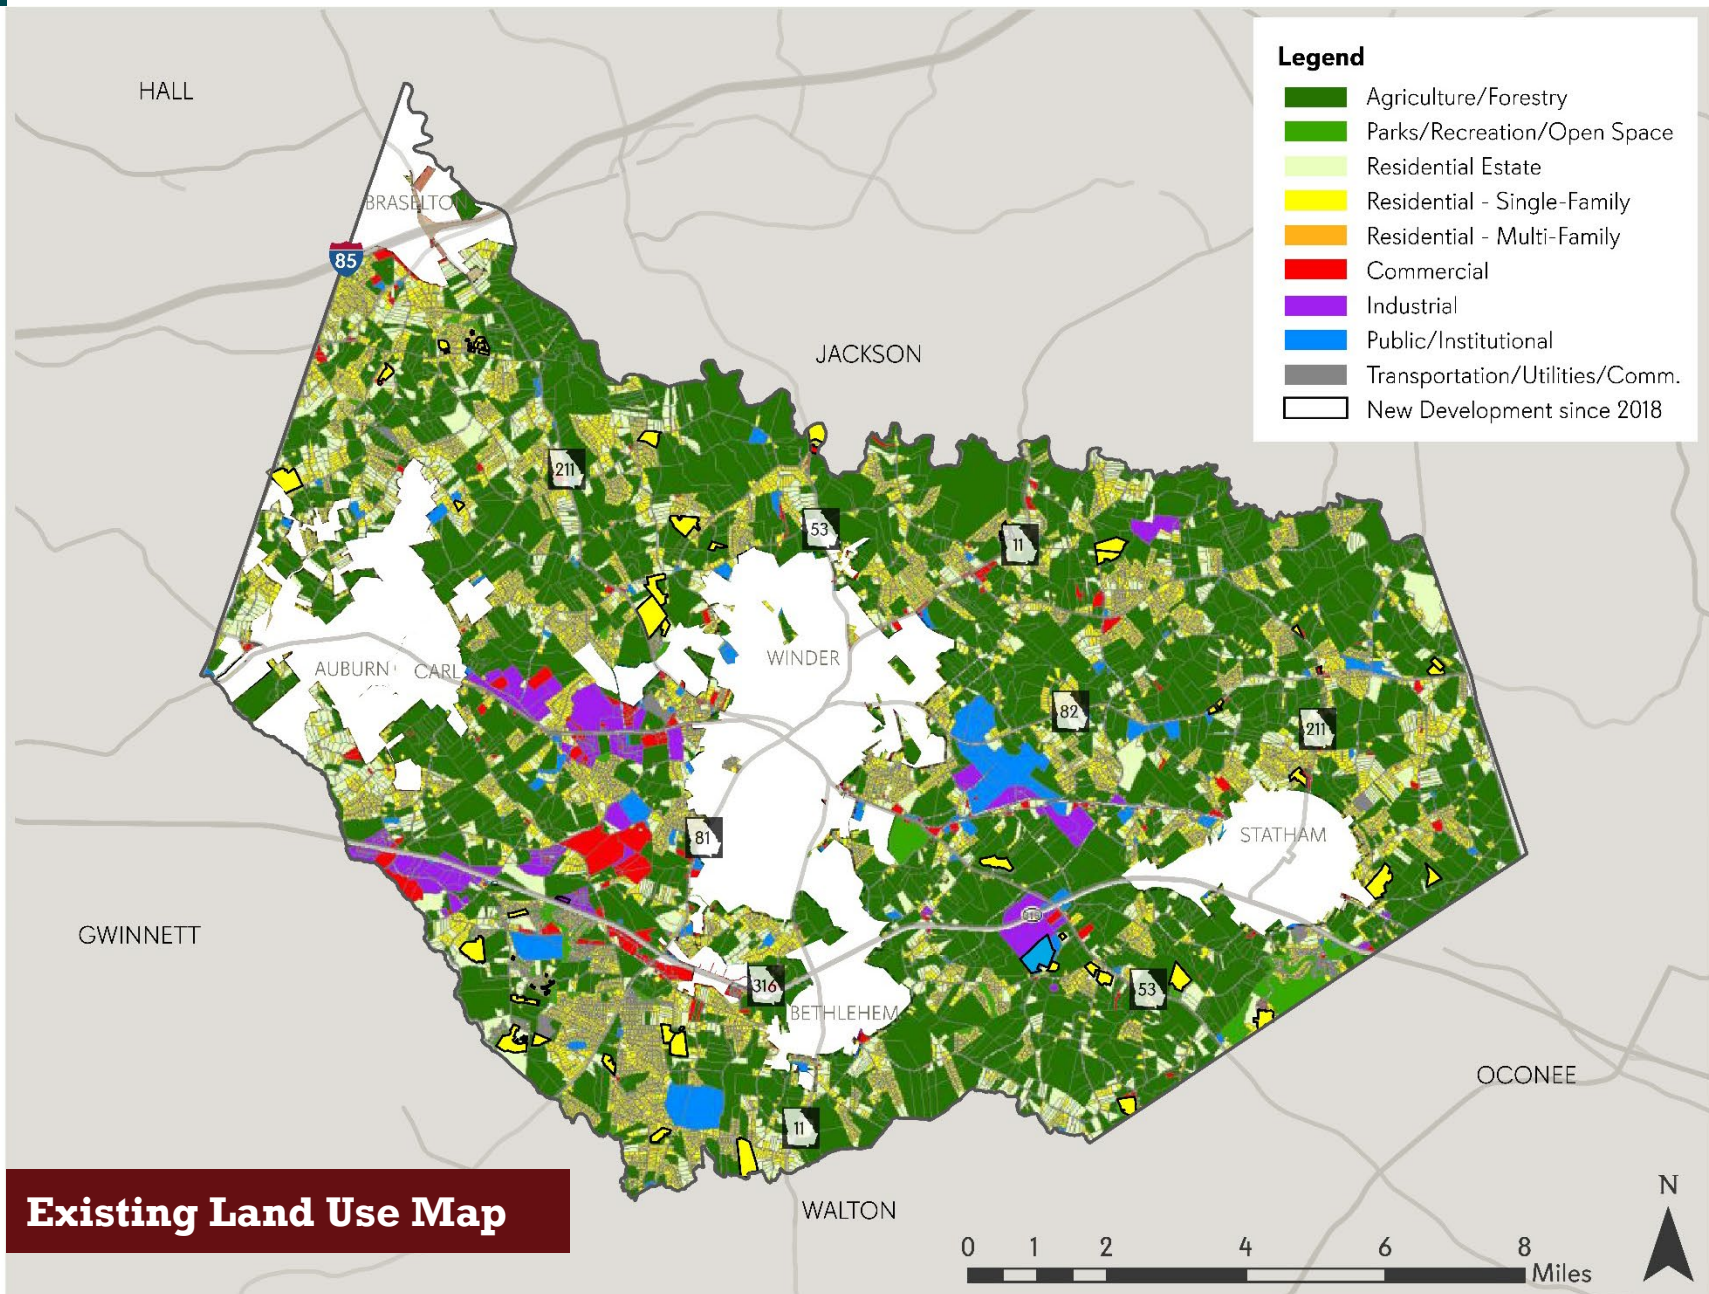 Legend
Agriculture/Forestry
Parks/Recreation/Open Space
Residential Estate
Residential - Single-Family
Residential - Multi-Family
Commercial
Industrial
Public/Institutional
Transportation/Utilities/Comm.
New Development since 2018
HALL
BRASELTON
85
JACKSON
211
53
11
AUBURN
CARL
WINDER
82
211
81
STATHAM
GWINNETT
316
53
BETHLEHEM
OCONEE
11
WALTON
Existing Land Use Map
N
0 1 2 4 6 8
Miles